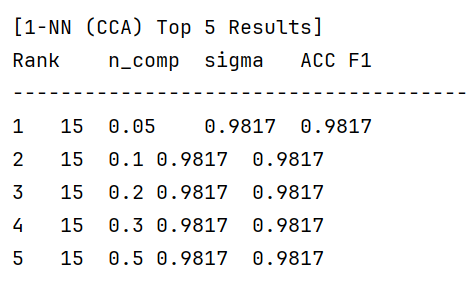 [1-NN (CCA) Top 5 Results]
Rank    n_comp  sigma   ACC F1
--------------------------------------
1   15  0.05    0.9817  0.9817
2   15  0.1 0.9817  0.9817
3   15  0.2 0.9817  0.9817
4   15  0.3 0.9817  0.9817
5   15  0.5 0.9817  0.9817